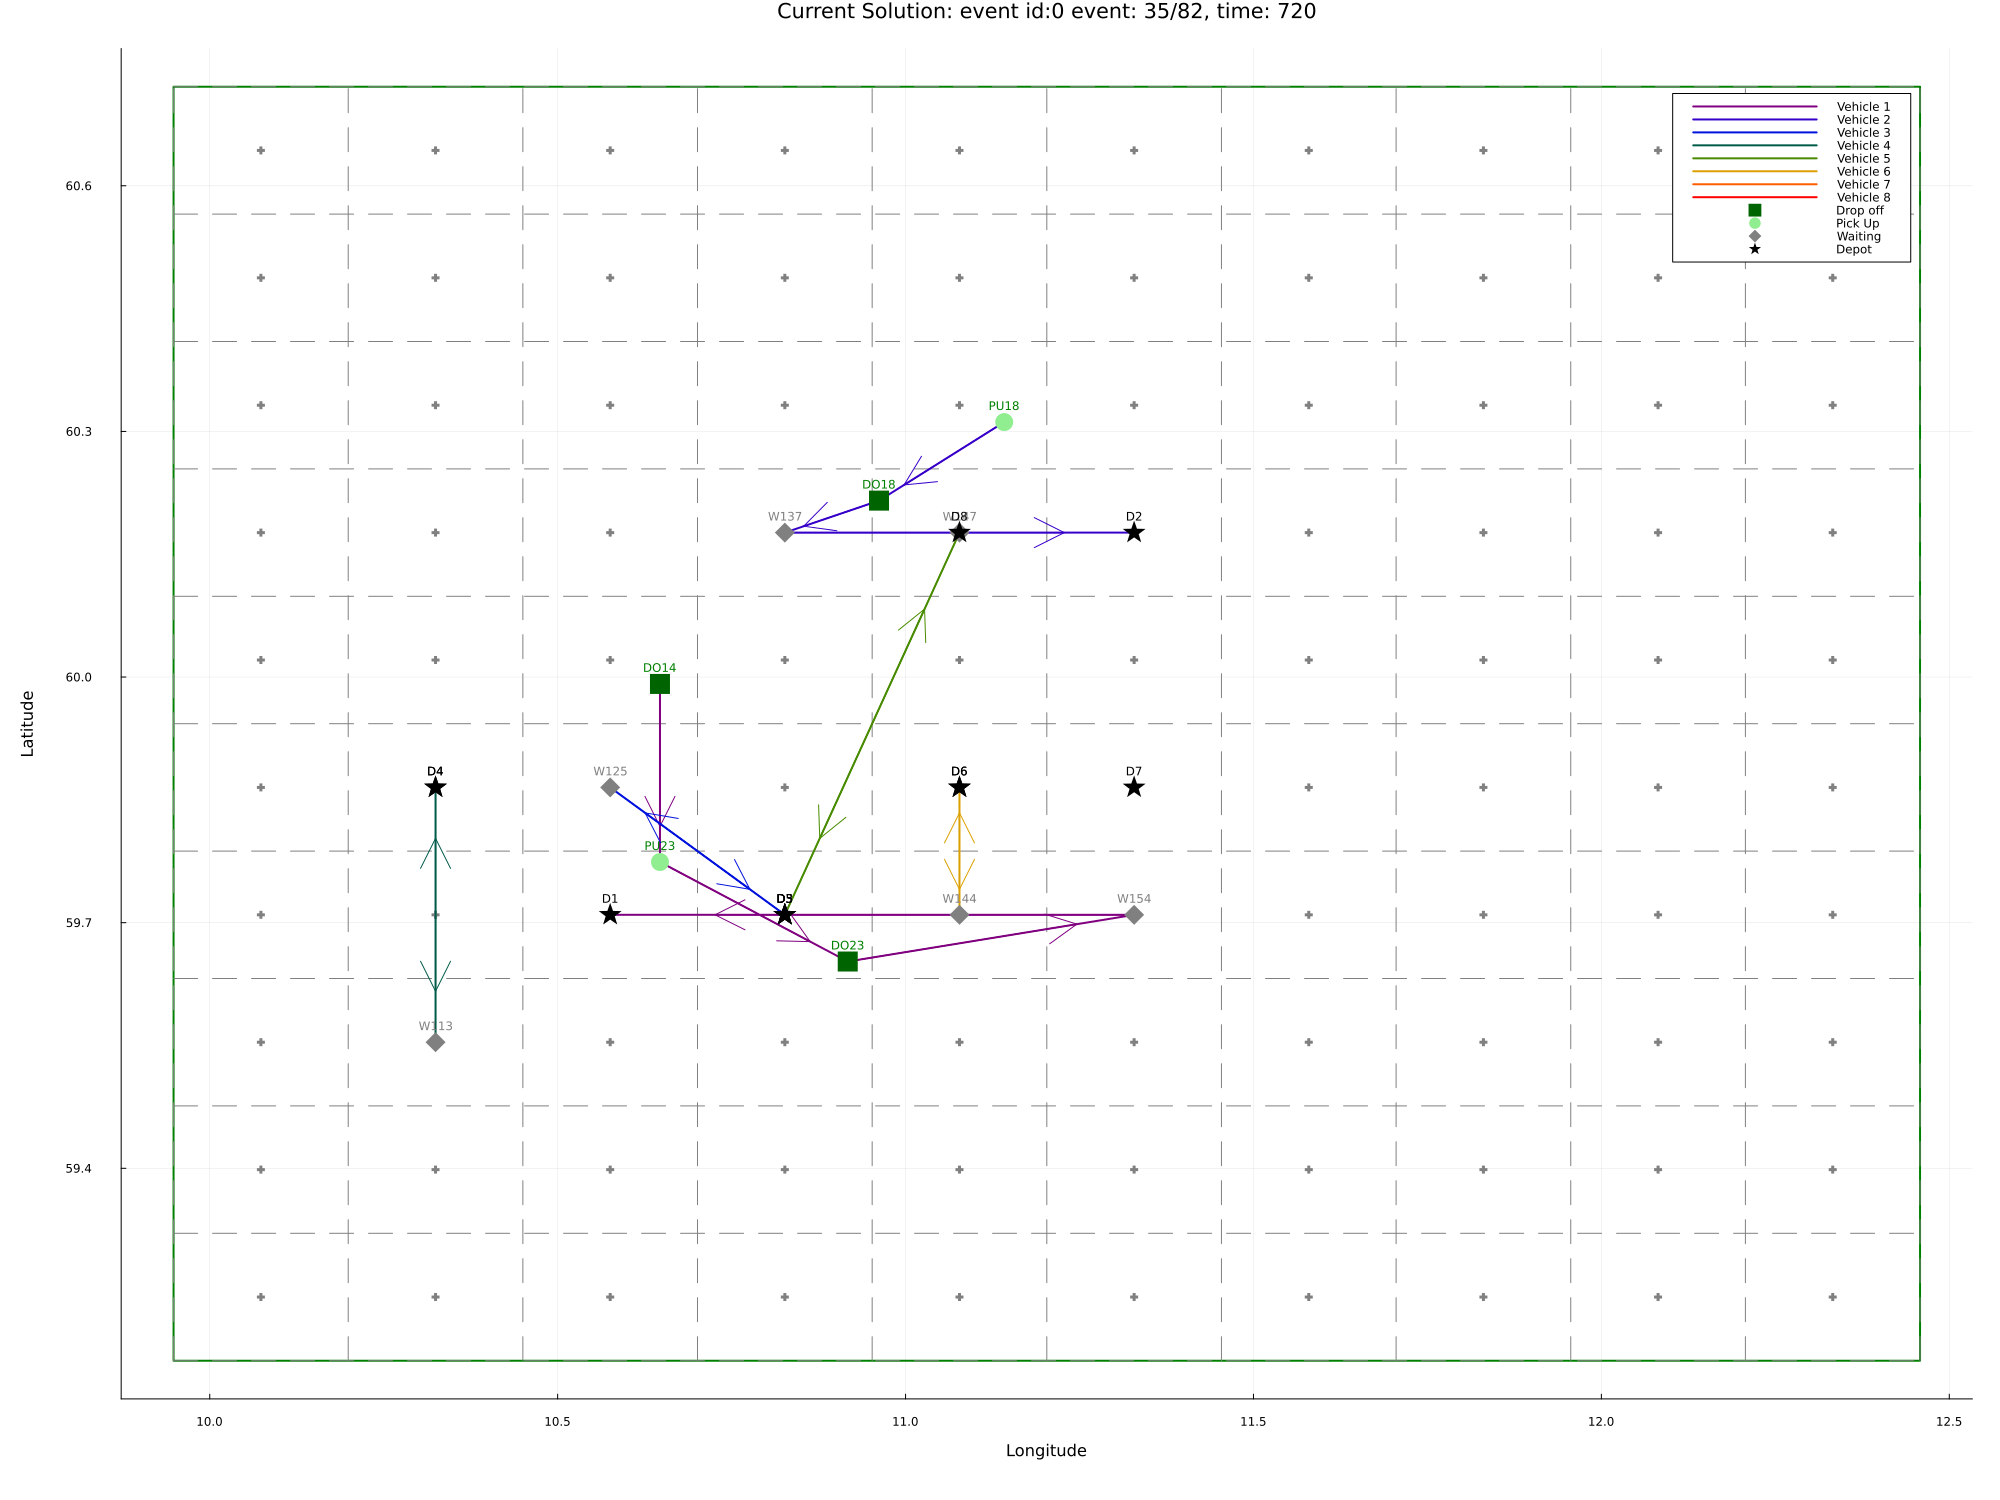 Current Solution: event id:0 event: 35/82, time: 720
Vehicle 1
Vehicle 2
Vehicle 3
Vehicle 4
Vehicle 5
Vehicle 6
Vehicle 7
Vehicle 8
Drop off
Pick Up
Waiting
Depot
60.6
60.3
60.0
59.7
59.4
Latitude
PU18
DO18
W137
D8
D2
DO14
D4
W125
D6
D7
PU23
D1
W144
W154
DO23
W113
10.0
10.5
11.0
11.5
12.0
12.5
Longitude